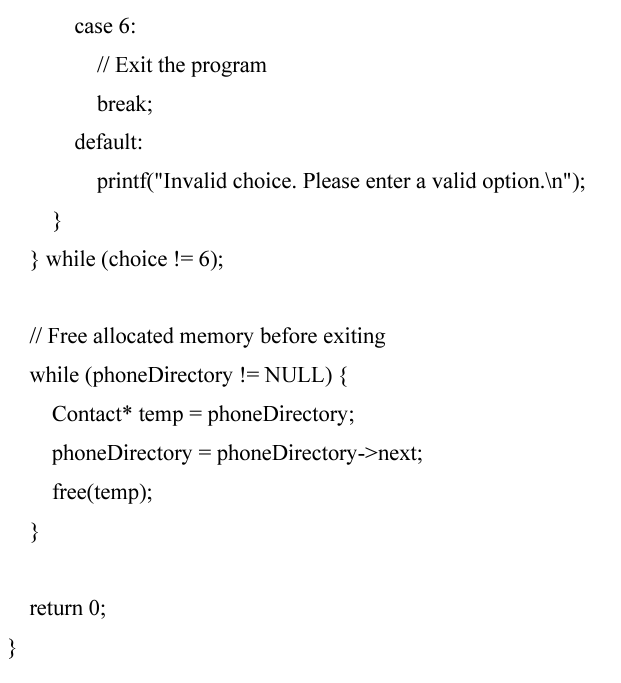 case 6:
// Exit the program
break;
default:
printf("Invalid choice. Please enter a valid option.\n");
}
} while (choice != 6);
// Free allocated memory before exiting
while (phoneDirectory != NULL) {
Contact* temp = phoneDirectory;
phoneDirectory = phoneDirectory->next;
free(temp);
}
return 0;
}